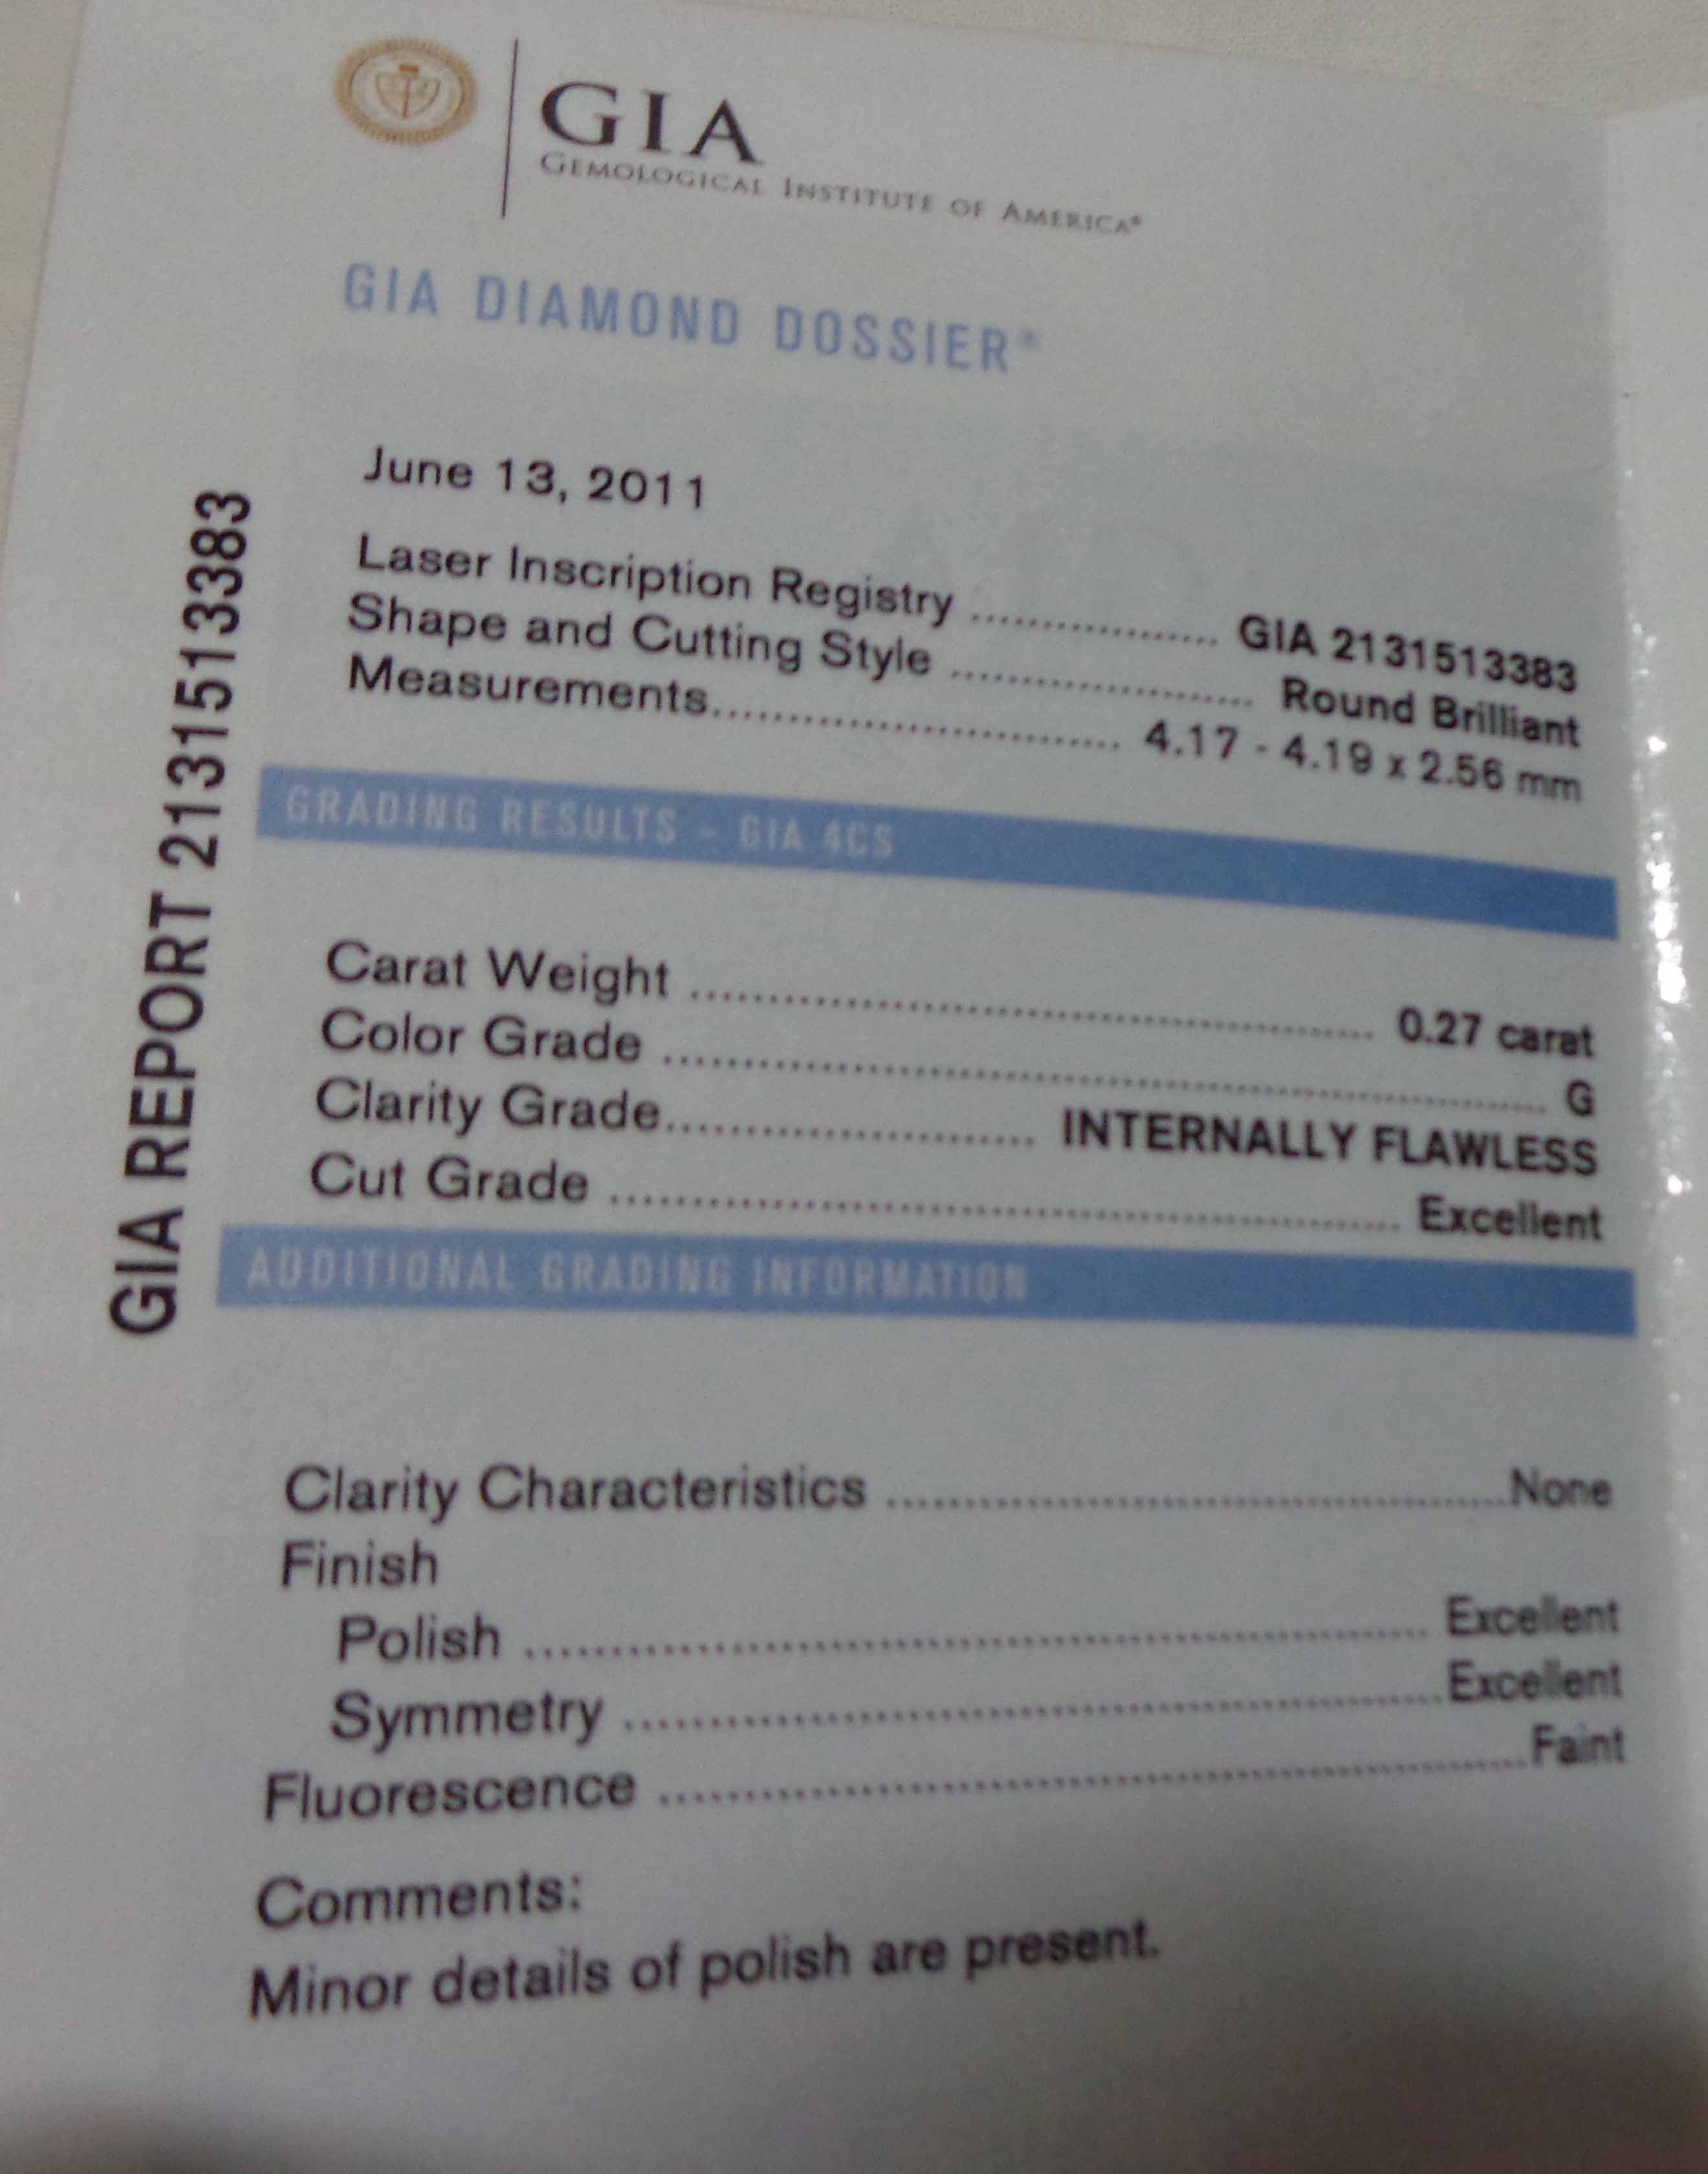 GIA
GEMOLOGICAL INSTITUTE OF AMERICA®
GIA DIAMOND DOSSIER®
June 13, 2011
Laser Inscription Registry .................. GIA 2131513383
Shape and Cutting Style ...................... Round Brilliant
Measurements.............................. 4.17 - 4.19 x 2.56 mm
GRADING RESULTS - GIA 4CS
Carat Weight .................................................. 0.27 carat
Color Grade ................................................................ G
Clarity Grade........................... INTERNALLY FLAWLESS
Cut Grade ......................................................... Excellent
ADDITIONAL GRADING INFORMATION
Clarity Characteristics .............................................None
Finish
Polish ................................................................. Excellent
Symmetry ...........................................................Excellent
Fluorescence ...............................................................Faint
Comments:
Minor details of polish are present.
GIA REPORT 2131513383